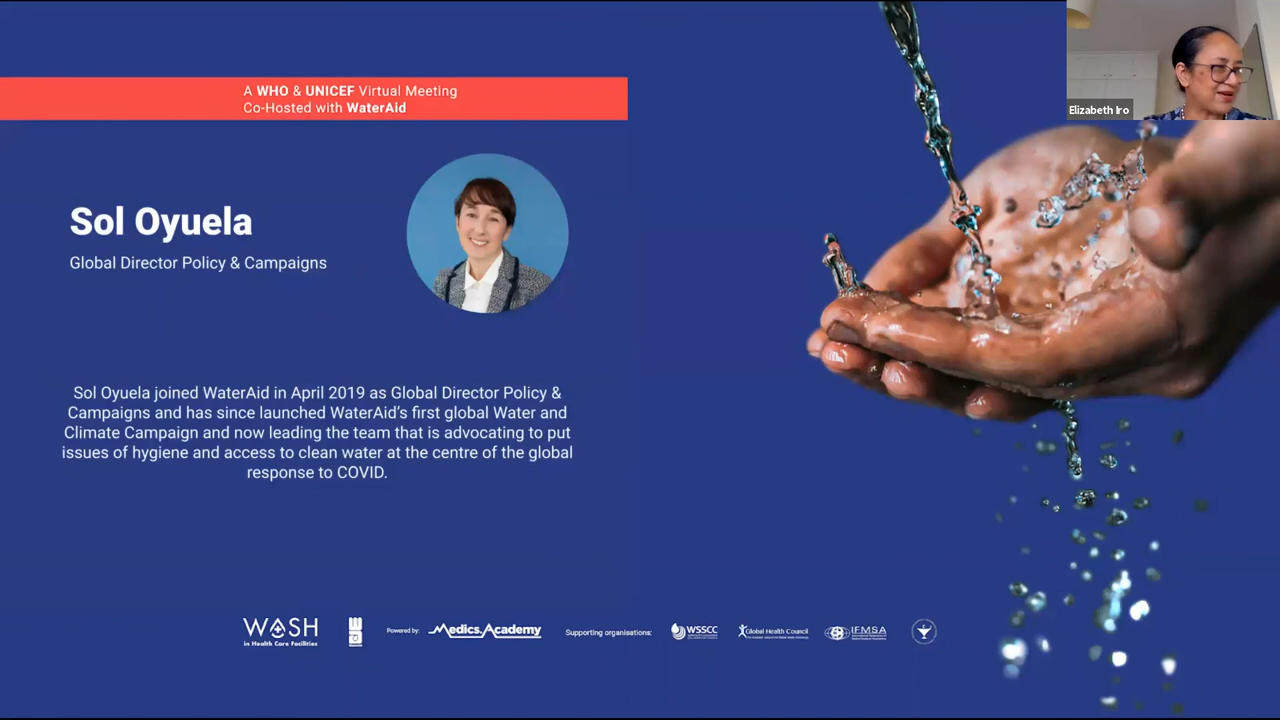 A WHO & UNICEF Virtual Meeting
Co-Hosted with WaterAid
Elizabeth Iro
Sol Oyuela
Global Director Policy & Campaigns
Sol Oyuela joined WaterAid in April 2019 as Global Director Policy &
Campaigns and has since launched WaterAid's first global Water and
Climate Campaign and now leading the team that is advocating to put
issues of hygiene and access to clean water at the centre of the global
response to COVID.
WASH
in Health Care Facilities
Powered by:
Medics.Academy
Supporting organisations:
WSSCC
Global Health Council
IFMSA